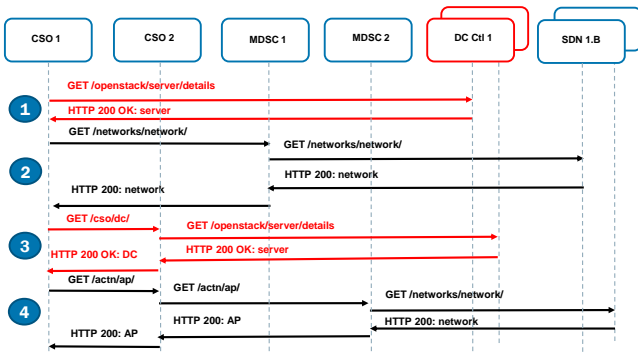 CSO 1
CSO 2
MDSC 1
MDSC 2
DC Ctl 1
SDN 1.B
GET /openstack/server/details
1
HTTP 200 OK: server
GET /networks/network/
GET /networks/network/
2
HTTP 200: network
HTTP 200: network
GET /cso/dc/
GET /openstack/server/details
3
HTTP 200 OK: DC
HTTP 200 OK: server
GET /actn/ap/
GET /actn/ap/
GET /networks/network/
4
HTTP 200: AP
HTTP 200: AP
HTTP 200: network